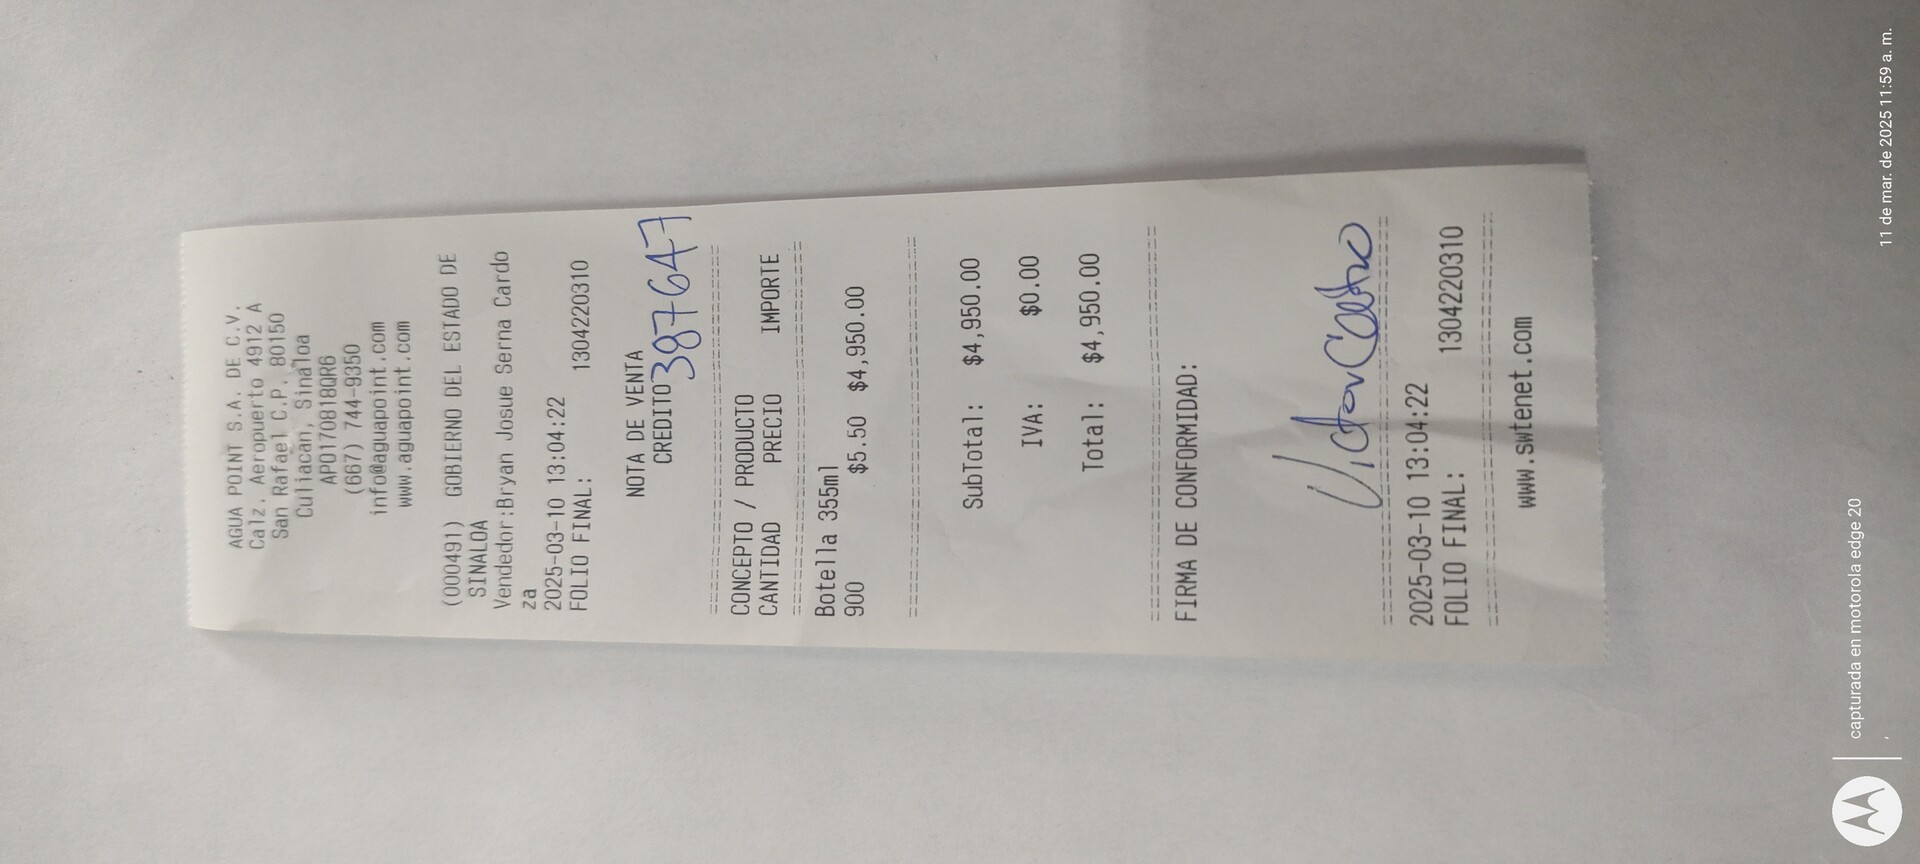 AGUA POINT S.A. DE C.V.
Calz. Aeropuerto 4912 A
San Rafael C.P. 80150
Culiacán, Sinaloa
APO170818QR6
(667) 744-9350
info@aguapoint.com
www.aguapoint.com
(000491) GOBIERNO DEL ESTADO DE
SINALOA
Vendedor:Bryan Josue Serna Cardo
za
2025-03-10 13:04:22
FOLIO FINAL: 1304220310
NOTA DE VENTA
CREDITO 387647
CONCEPTO / PRODUCTO
CANTIDAD PRECIO IMPORTE
Botella 355ml
900 $5.50 $4,950.00
SubTotal: $4,950.00
IVA: $0.00
Total: $4,950.00
FIRMA DE CONFORMIDAD:
Victor Castro
2025-03-10 13:04:22
FOLIO FINAL: 1304220310
www.swtenet.com
capturada en motorola edge 20
11 de mar. de 2025 11:59 a. m.